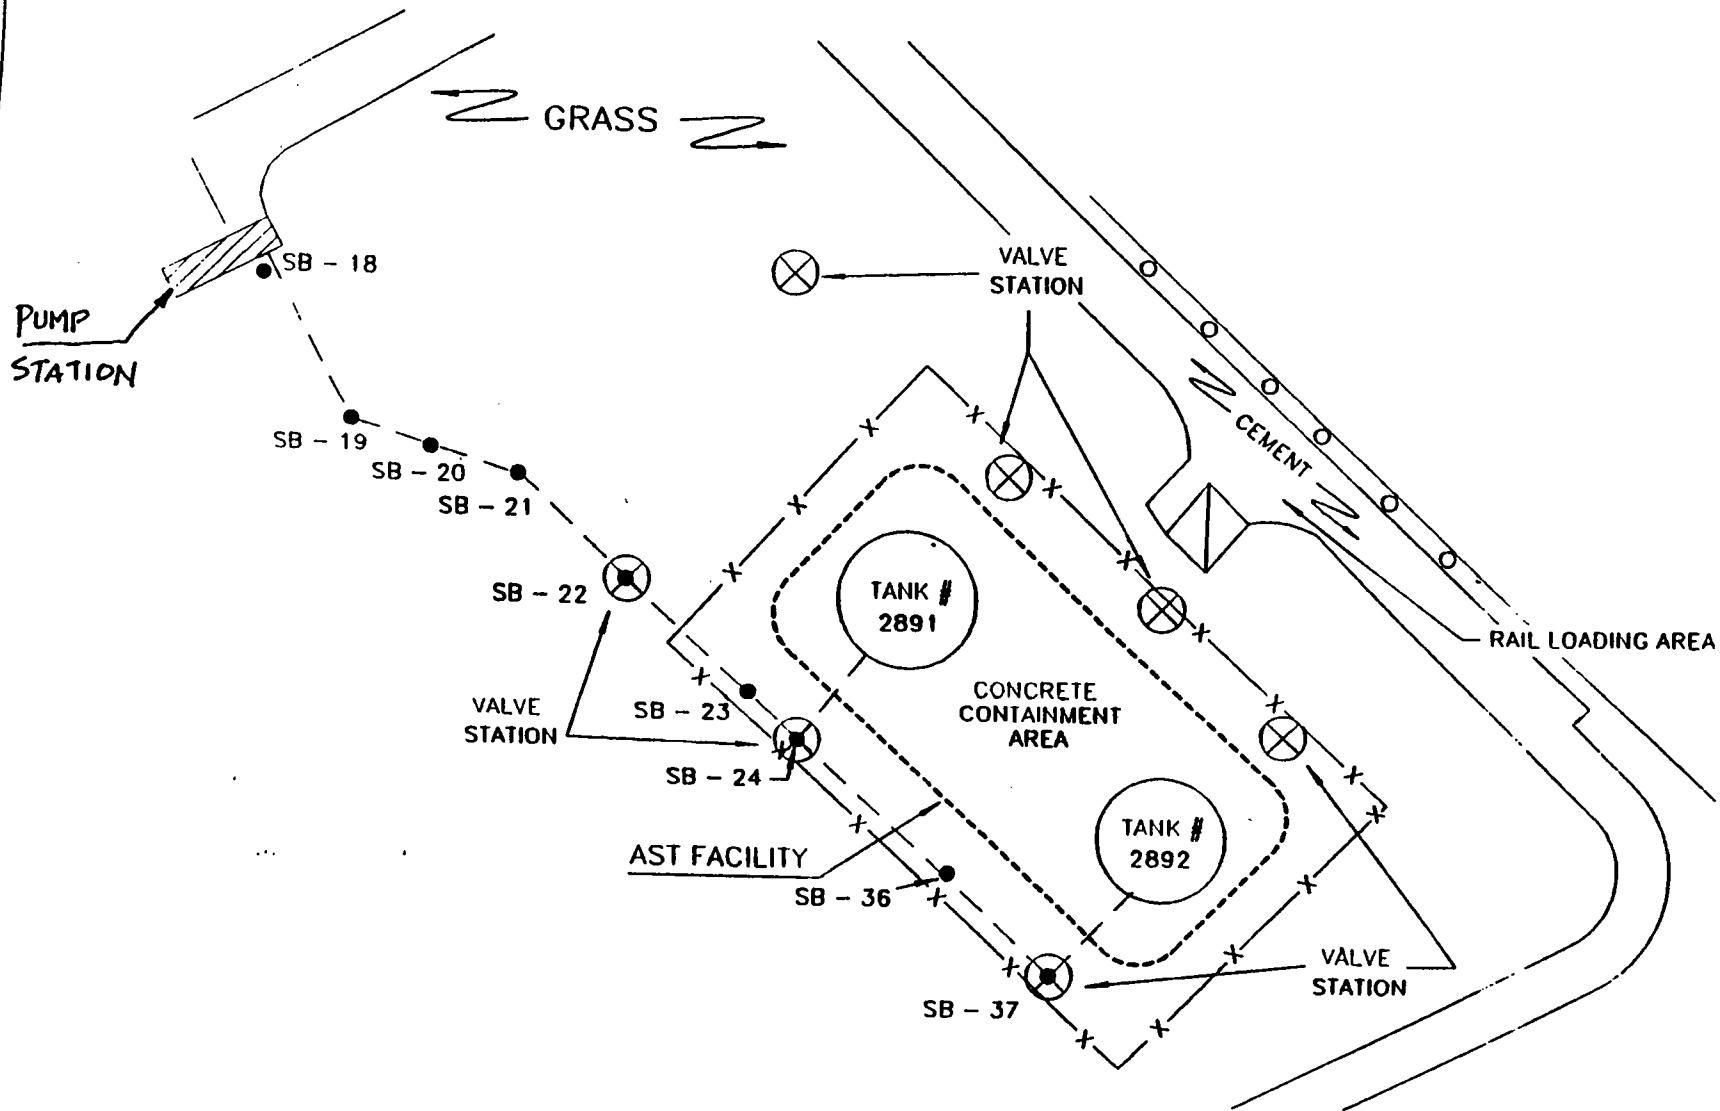 GRASS
SB - 18
VALVE
STATION
PUMP
STATION
CEMENT
SB - 19
SB - 20
SB - 21
TANK #
2891
SB - 22
RAIL LOADING AREA
CONCRETE
CONTAINMENT
AREA
VALVE
STATION
SB - 23
SB - 24
TANK #
2892
AST FACILITY
SB - 36
VALVE
STATION
SB - 37